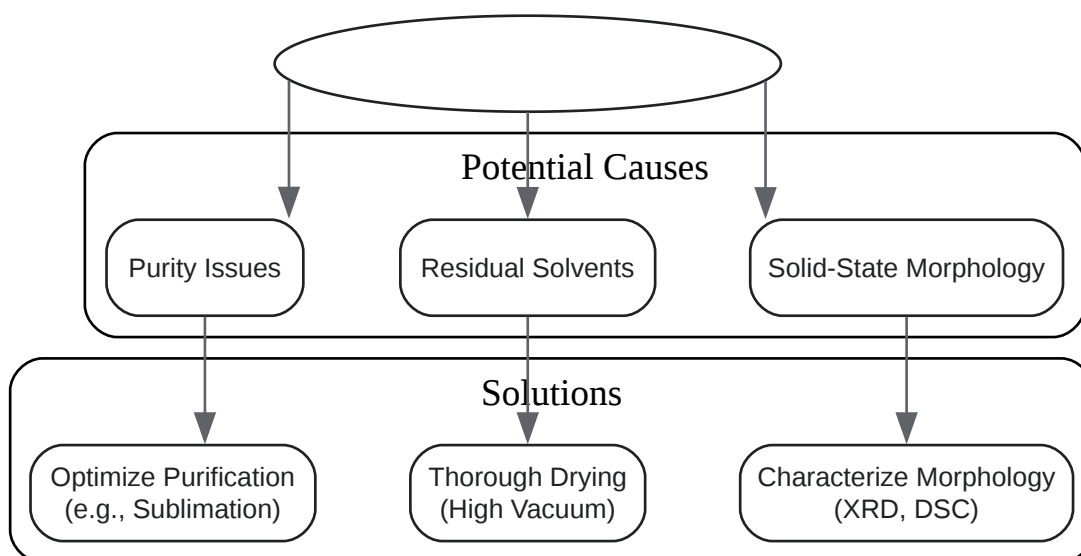 Potential Causes
Purity Issues
Residual Solvents
Solid-State Morphology
Solutions
Optimize Purification
(e.g., Sublimation)
Thorough Drying
(High Vacuum)
Characterize Morphology
(XRD, DSC)